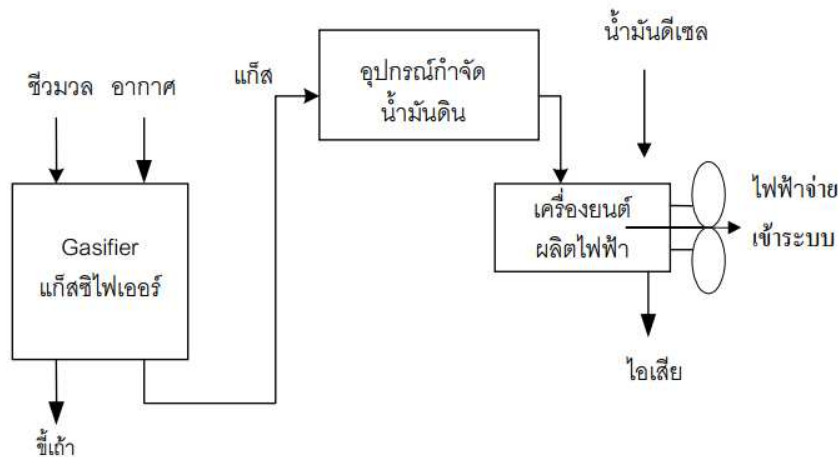 น้ำมันดีเซล
แก๊ส
อุปกรณ์กำจัด
น้ำมันดิน
ชีวมวล
อากาศ
Gasifier
แก๊สซิไฟเออร์
เครื่องยนต์
ผลิตไฟฟ้า
ไฟฟ้าจ่าย
เข้าระบบ
ไอเสีย
ขี้เถ้า